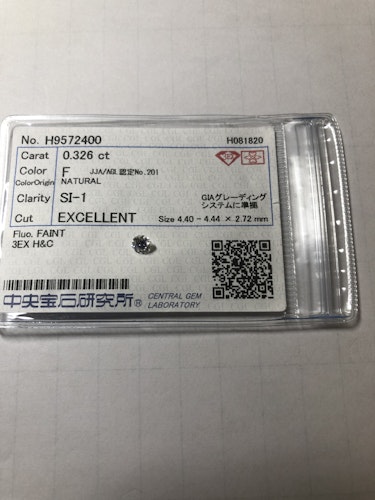 No. H9572400 H081820
Carat 0.326 ct
Color F JJA/AGL認定No.201
ColorOrigin NATURAL
Clarity SI-1 GIAグレーディング
システムに準拠
Cut EXCELLENT Size 4.40 - 4.44 × 2.72 mm
Fluo. FAINT
3EX H&C
中央宝石研究所® CENTRAL GEM
LABORATORY